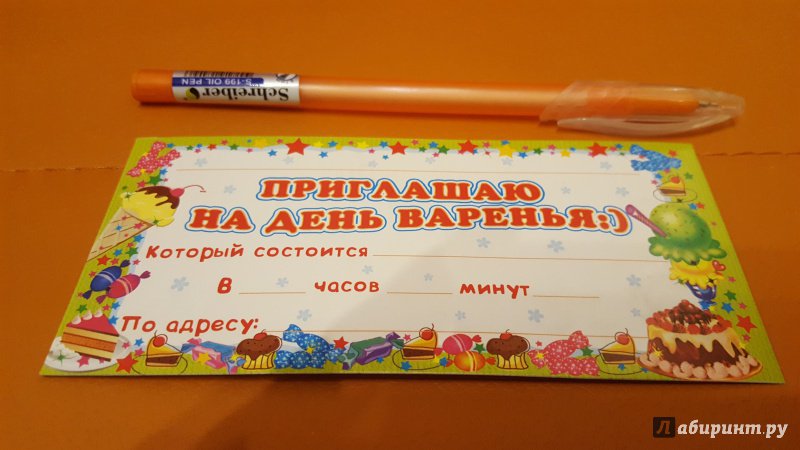 Schreiber
S-199 OIL PEN
ПРИГЛАШАЮ
НА ДЕНЬ ВАРЕНЬЯ:)
Который состоится
В часов минут
По адресу:
Лабиринт.ру